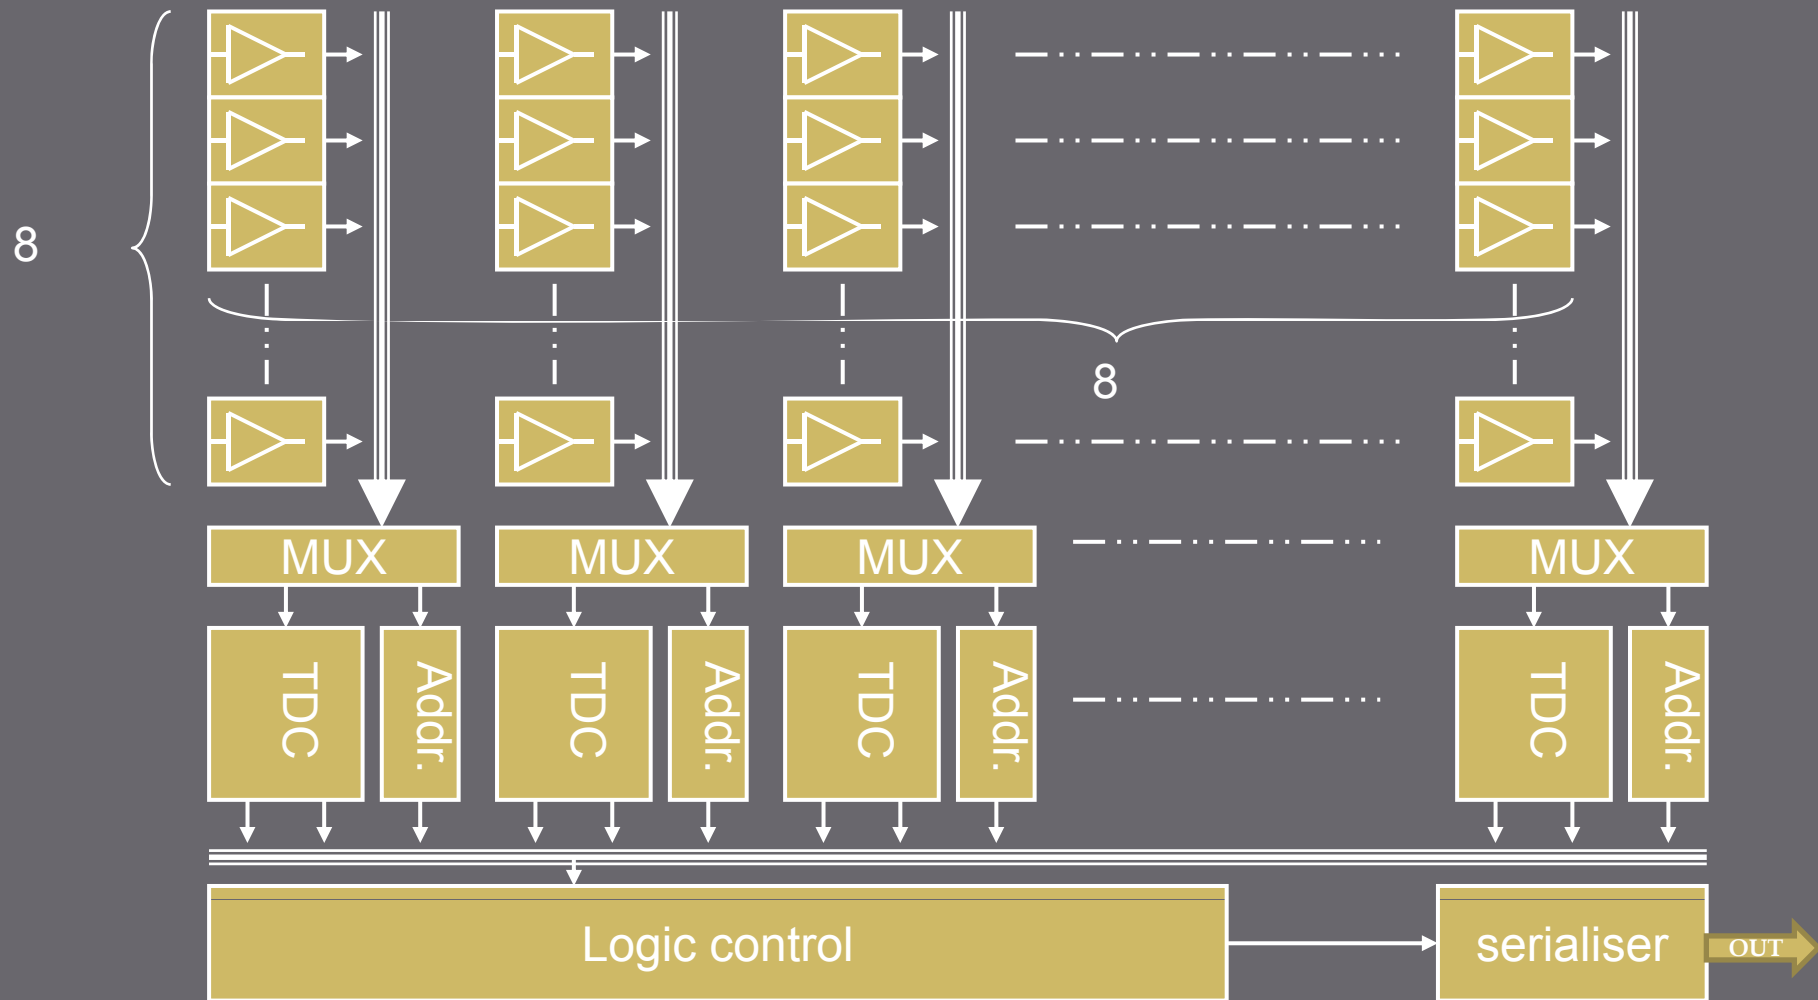 8
8
MUX MUX MUX MUX
TDC Addr. TDC Addr. TDC Addr. TDC Addr.
Logic control serialiser OUT